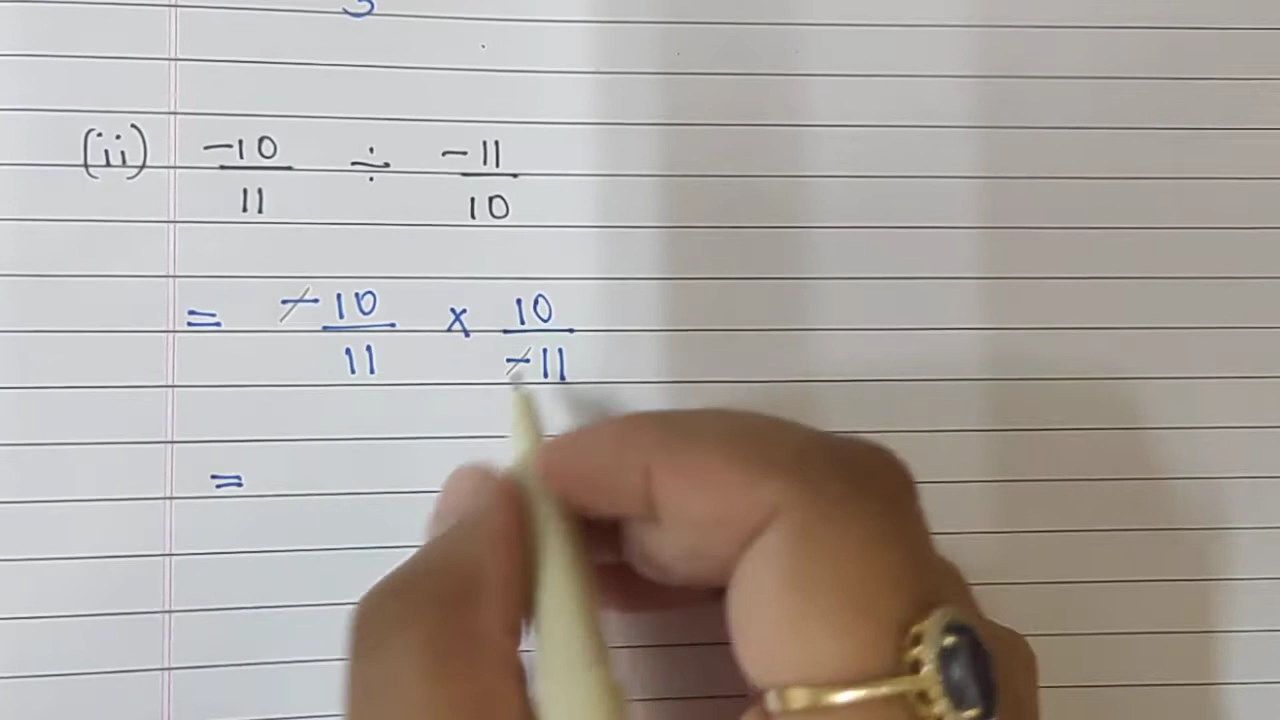 (ii) -10/11 ÷ -11/10
= -10/11 x 10/-11
=